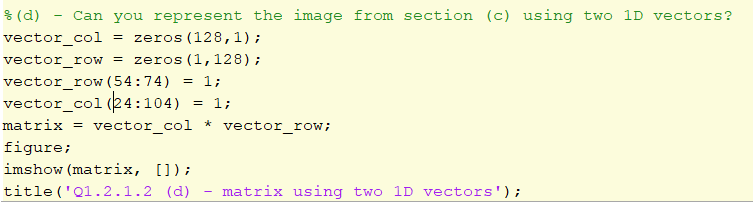 %(d) - Can you represent the image from section (c) using two 1D vectors?
vector_col = zeros(128,1);
vector_row = zeros(1,128);
vector_row(54:74) = 1;
vector_col(24:104) = 1;
matrix = vector_col * vector_row;
figure;
imshow(matrix, []);
title('Q1.2.1.2 (d) - matrix using two 1D vectors');